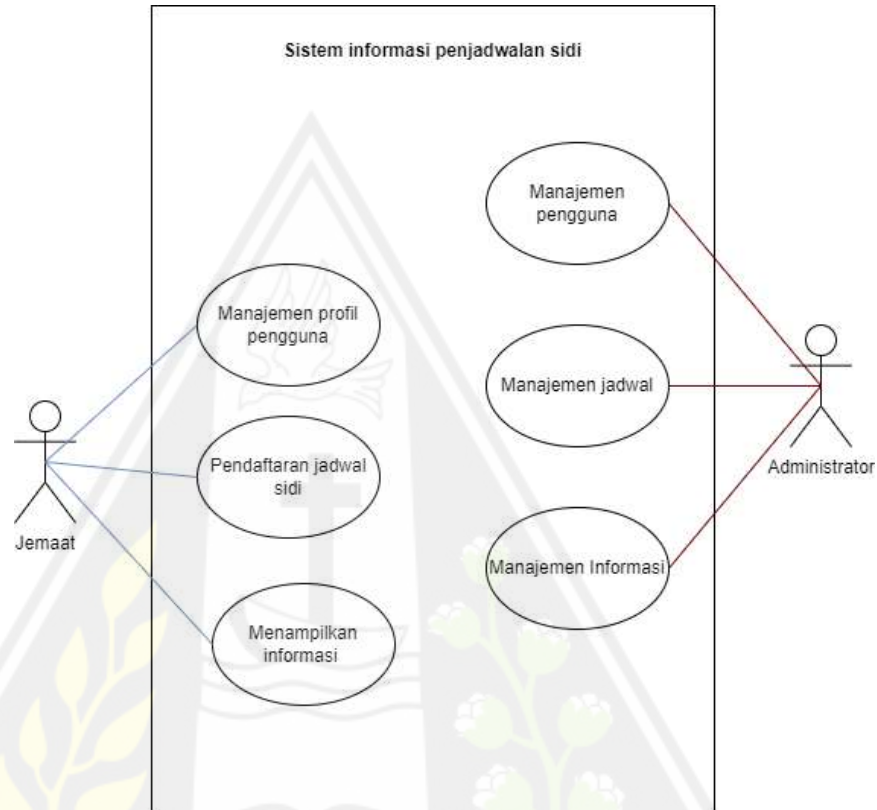 Sistem informasi penjadwalan sidi
Manajemen
pengguna
Manajemen profil
pengguna
Manajemen jadwal
Administrator
Pendaftaran jadwal
sidi
Jemaat
Manajemen Informasi
Menampilkan
informasi